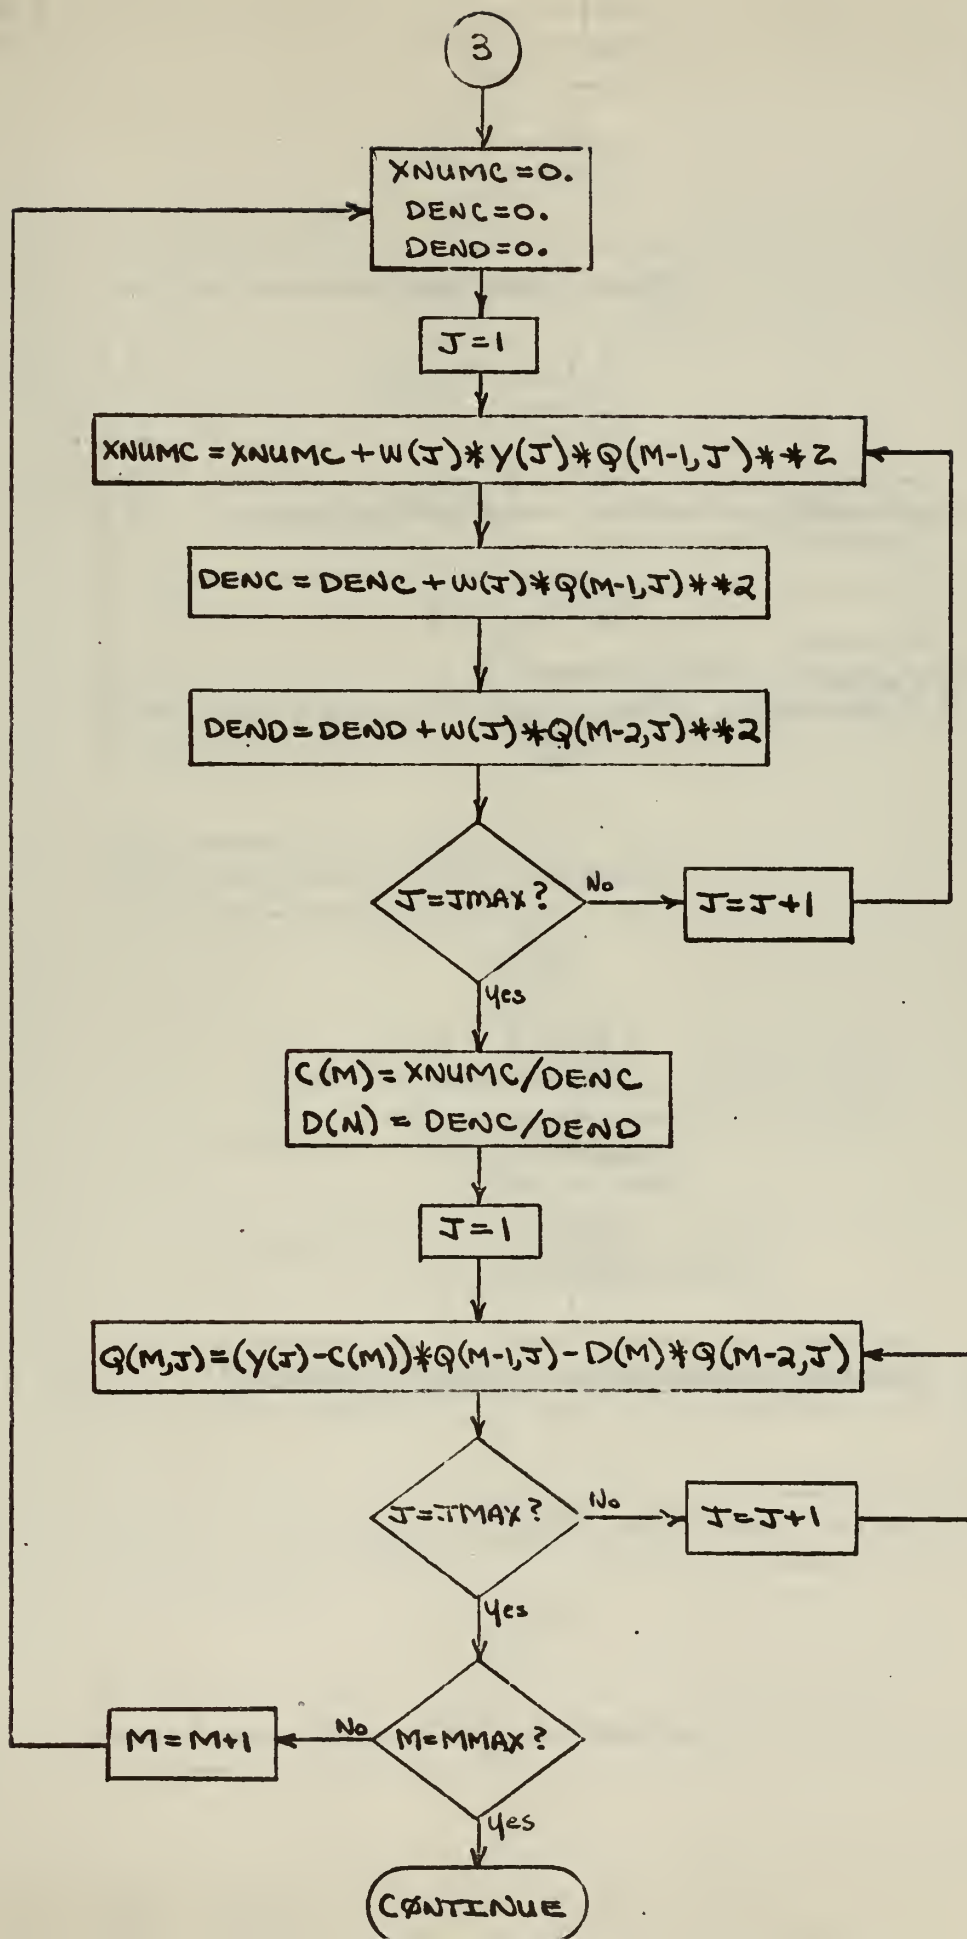 3
XNUMC=0.
DENC=0.
DEND=0.
J=1
XNUMC=XNUMC+W(J)*Y(J)*Q(M-1,J)**2
DENC=DENC+W(J)*Q(M-1,J)**2
DEND=DEND+W(J)*Q(M-2,J)**2
J=JMAX?
No
J=J+1
Yes
C(M)=XNUMC/DENC
D(M)=DENC/DEND
J=1
Q(M,J)=(Y(J)-C(M))*Q(M-1,J)-D(M)*Q(M-2,J)
J=JMAX?
No
J=J+1
Yes
M=M+1
No
M=MMAX?
Yes
CØNTINUE